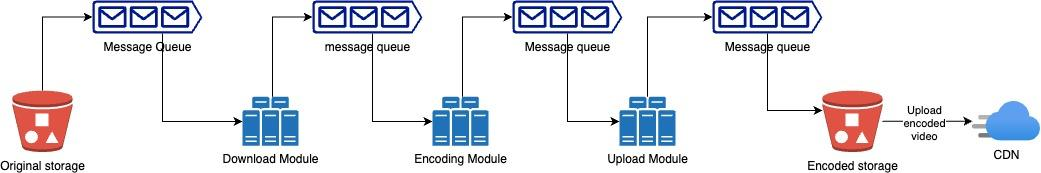 Message Queue
message queue
Message queue
Message queue
Original storage
Download Module
Encoding Module
Upload Module
Encoded storage
Upload
encoded
video
CDN